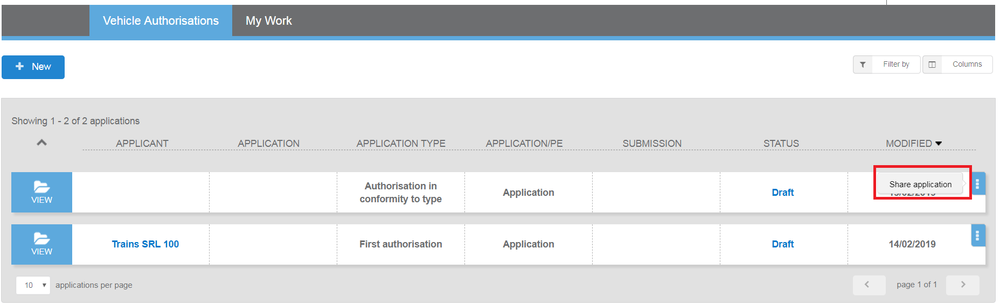 Vehicle Authorisations
My Work
New
Filter by
Columns
Showing 1 - 2 of 2 applications
APPLICANT
APPLICATION
APPLICATION TYPE
APPLICATION/PE
SUBMISSION
STATUS
MODIFIED
VIEW
Authorisation in
conformity to type
Application
Draft
Share application
VIEW
Trains SRL 100
First authorisation
Application
Draft
14/02/2019
10
applications per page
page 1 of 1